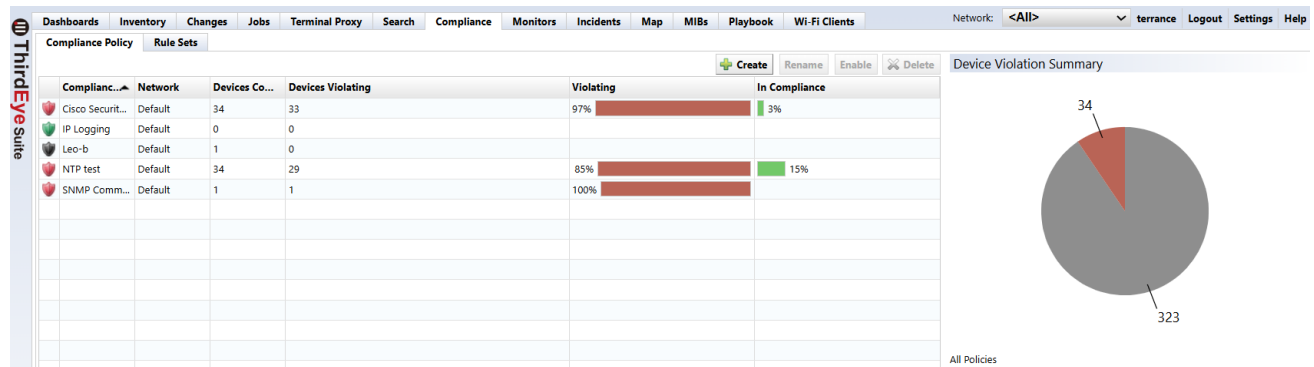 Dashboards Inventory Changes Jobs Terminal Proxy Search Compliance Monitors Incidents Map MIBs Playbook Wi-Fi Clients Network: <All> terrance Logout Settings Help
ThirdEye Suite
Compliance Policy Rule Sets
Create Rename Enable Delete
Device Violation Summary
Complianc... Network Devices Co... Devices Violating Violating In Compliance
Cisco Securit... Default 34 33 97% 3%
IP Logging Default 0 0
Leo-b Default 1 0
NTP test Default 34 29 85% 15%
SNMP Comm... Default 1 1 100%
34
323
All Policies